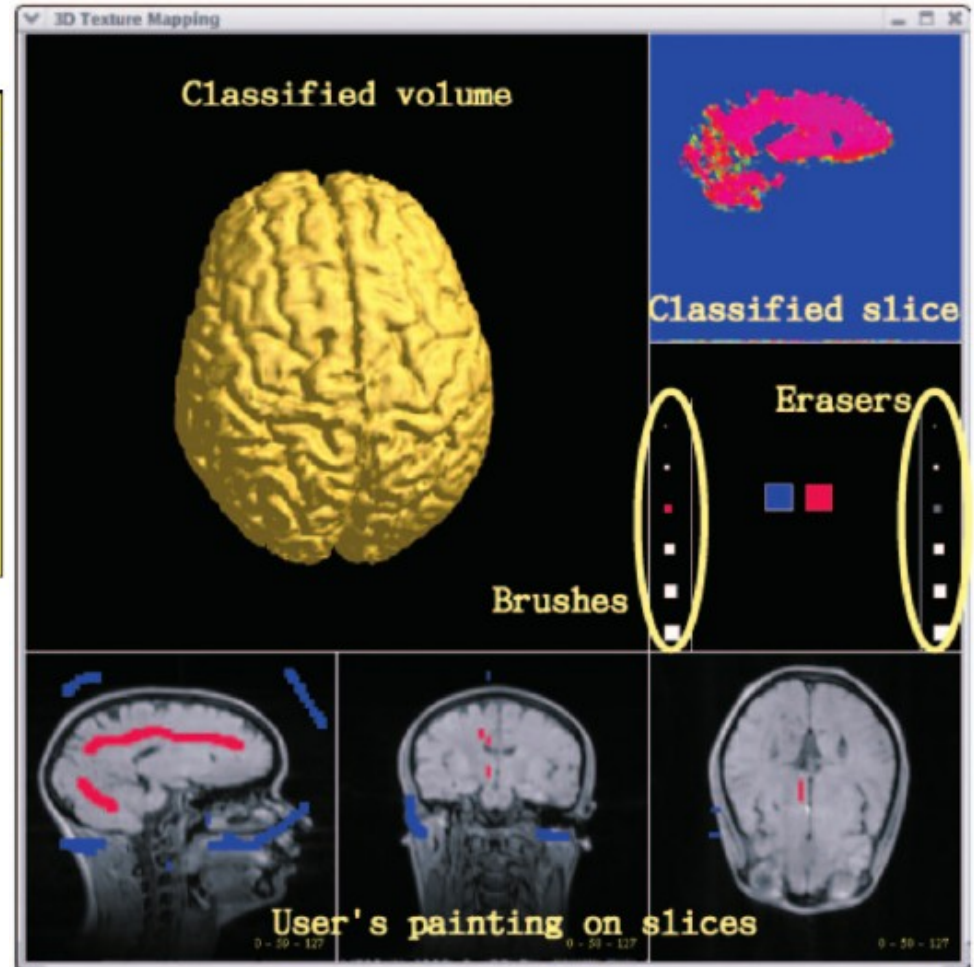 3D Texture Mapping
Classified volume
Classified slice
Erasers
Brushes
User's painting on slices
0 - 50 - 127
0 - 50 - 127
0 - 50 - 127